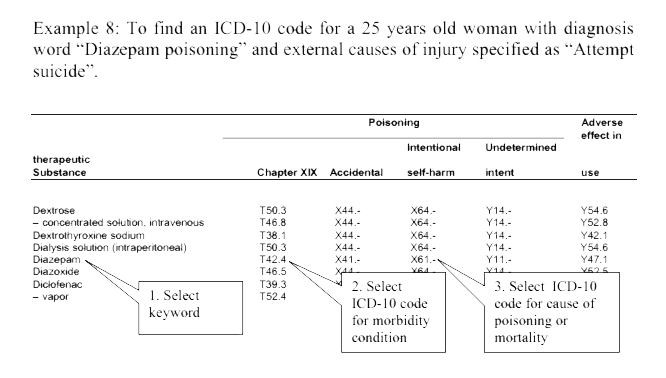 Example 8: To find an ICD-10 code for a 25 years old woman with diagnosis
word “Diazepam poisoning” and external causes of injury specified as “Attempt
suicide”.
Poisoning Adverse
effect in
Intentional Undetermined
therapeutic
Substance Chapter XIX Accidental self-harm intent use
Dextrose T50.3 X44.- X64.- Y14.- Y54.6
– concentrated solution, intravenous T46.8 X44.- X64.- Y14.- Y52.8
Dextrothyroxine sodium T38.1 X44.- X64.- Y14.- Y42.1
Dialysis solution (intraperitoneal) T50.3 X44.- X64.- Y14.- Y54.6
Diazepam T42.4 X41.- X61.- Y11.- Y47.1
Diazoxide T46.5 X44.- X64.- Y14.- Y52.5
Diclofenac T39.3
– vapor T52.4
1. Select
keyword
2. Select
ICD-10 code
for morbidity
condition
3. Select ICD-10
code for cause of
poisoning or
mortality